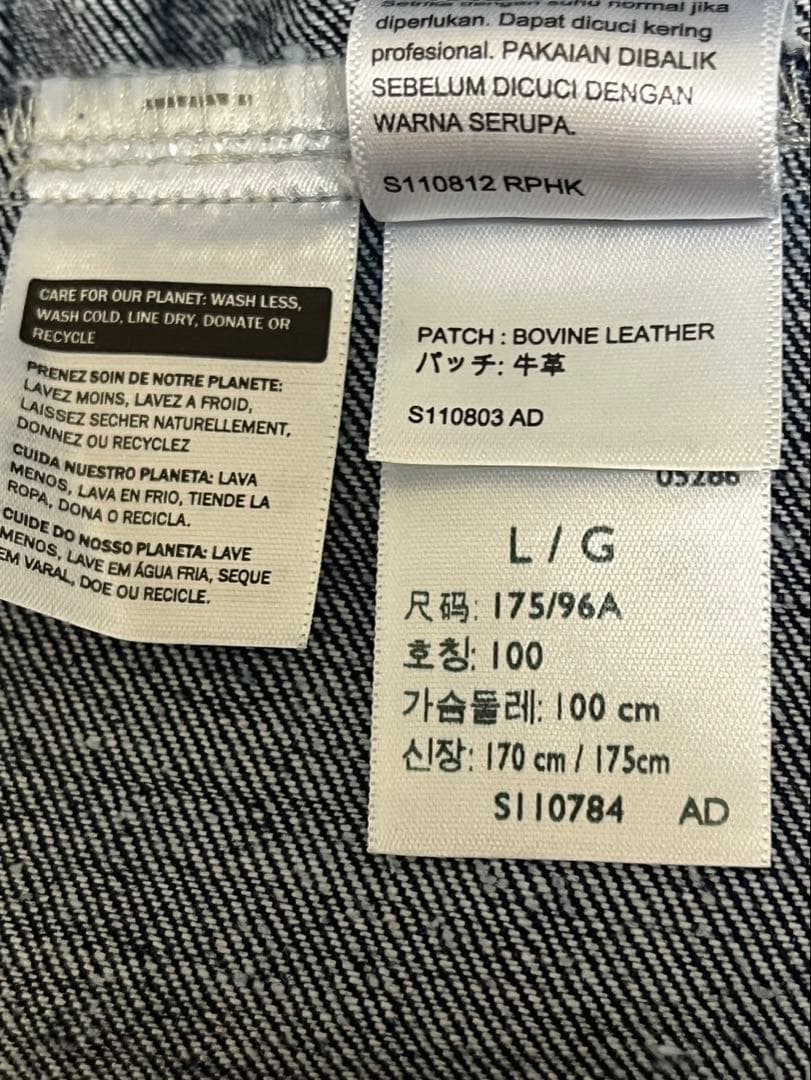 CARE FOR OUR PLANET: WASH LESS,
WASH COLD, LINE DRY, DONATE OR
RECYCLE
PRENEZ SOIN DE NOTRE PLANETE:
LAVEZ MOINS, LAVEZ A FROID,
LAISSEZ SECHER NATURELLEMENT,
DONNEZ OU RECYCLEZ
CUIDA NUESTRO PLANETA: LAVA
MENOS, LAVA EN FRIO, TIENDE LA
ROPA, DONA O RECICLA.
CUIDE DO NOSSO PLANETA: LAVE
MENOS, LAVE EM ÁGUA FRIA, SEQUE
EM VARAL, DOE OU RECICLE.
Setrika dengan suhu normal jika
diperlukan. Dapat dicuci kering
profesional. PAKAIAN DIBALIK
SEBELUM DICUCI DENGAN
WARNA SERUPA.
S110812 RPHK
PATCH : BOVINE LEATHER
パッチ: 牛革
S110803 AD
L / G
尺码: 175/96A
호칭: 100
가슴둘레: 100 cm
신장: 170 cm / 175cm
S110784 AD